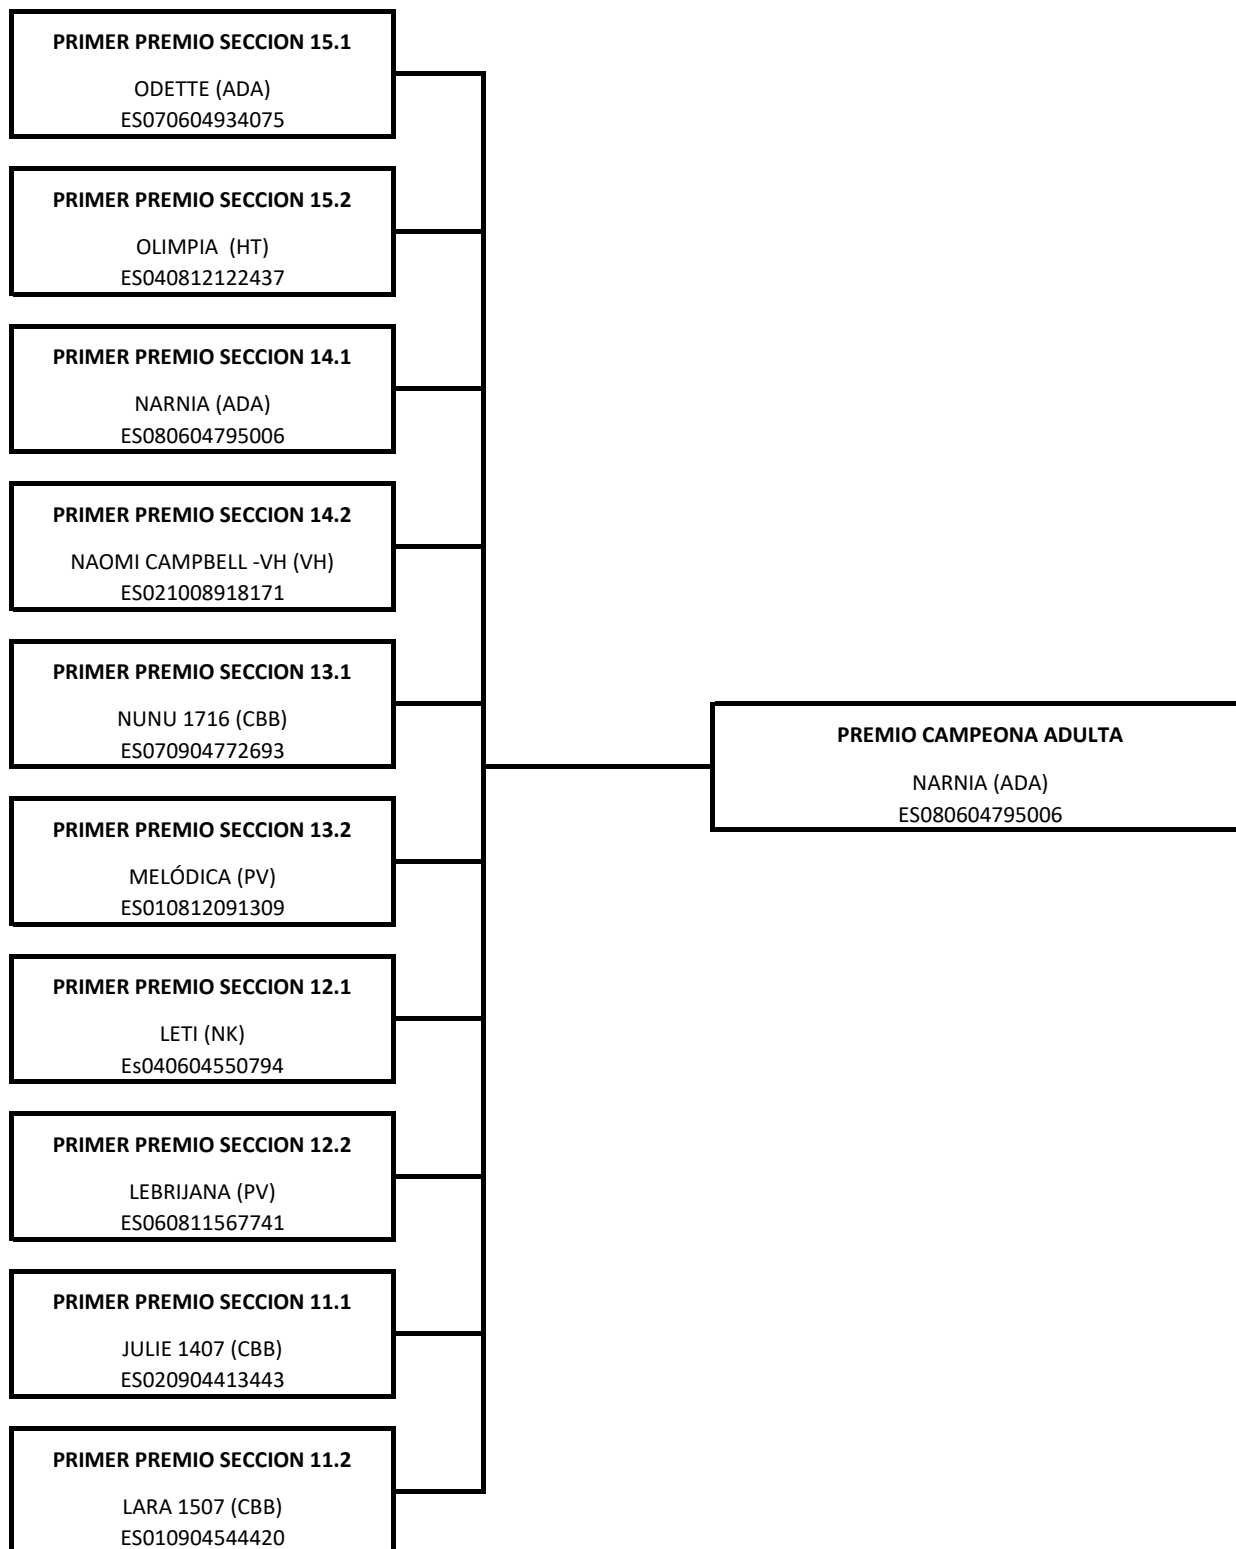 PRIMER PREMIO SECCION 15.1
ODETTE (ADA)
ES070604934075
PRIMER PREMIO SECCION 15.2
OLIMPIA  (HT)
ES040812122437
PRIMER PREMIO SECCION 14.1
NARNIA (ADA)
ES080604795006
PRIMER PREMIO SECCION 14.2
NAOMI CAMPBELL -VH (VH)
ES021008918171
PRIMER PREMIO SECCION 13.1
NUNU 1716 (CBB)
ES070904772693
PREMIO CAMPEONA ADULTA
NARNIA (ADA)
ES080604795006
PRIMER PREMIO SECCION 13.2
MELÓDICA (PV)
ES010812091309
PRIMER PREMIO SECCION 12.1
LETI (NK)
Es040604550794
PRIMER PREMIO SECCION 12.2
LEBRIJANA (PV)
ES060811567741
PRIMER PREMIO SECCION 11.1
JULIE 1407 (CBB)
ES020904413443
PRIMER PREMIO SECCION 11.2
LARA 1507 (CBB)
ES010904544420